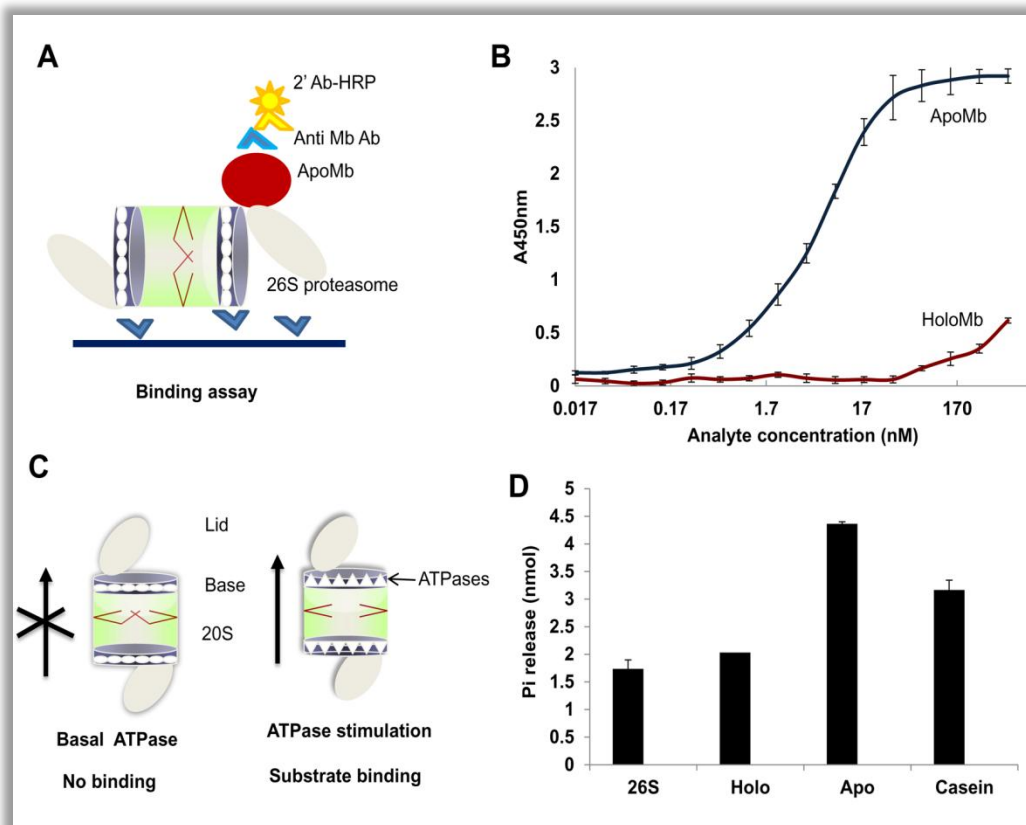 A
2’ Ab-HRP
Anti Mb Ab
ApoMb
26S proteasome
Binding assay
B
3
2.5
2
1.5
1
0.5
0
A450nm
ApoMb
HoloMb
0.017 0.17 1.7 17 170
Analyte concentration (nM)
C
Lid
Base
20S
ATPases
Basal ATPase
No binding
ATPase stimulation
Substrate binding
D
5
4.5
4
3.5
3
2.5
2
1.5
1
0.5
0
Pi release (nmol)
26S Holo Apo Casein